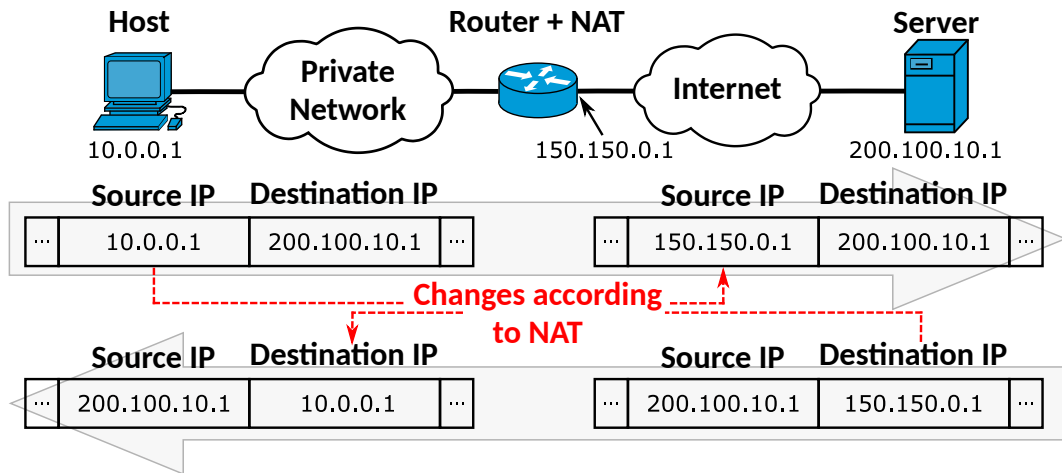 Host Router + NAT Server
Private
Network
Internet
10.0.0.1 150.150.0.1 200.100.10.1
Source IP Destination IP Source IP Destination IP
... 10.0.0.1 200.100.10.1 ... ... 150.150.0.1 200.100.10.1 ...
Changes according
to NAT
Source IP Destination IP Source IP Destination IP
... 200.100.10.1 10.0.0.1 ... ... 200.100.10.1 150.150.0.1 ...